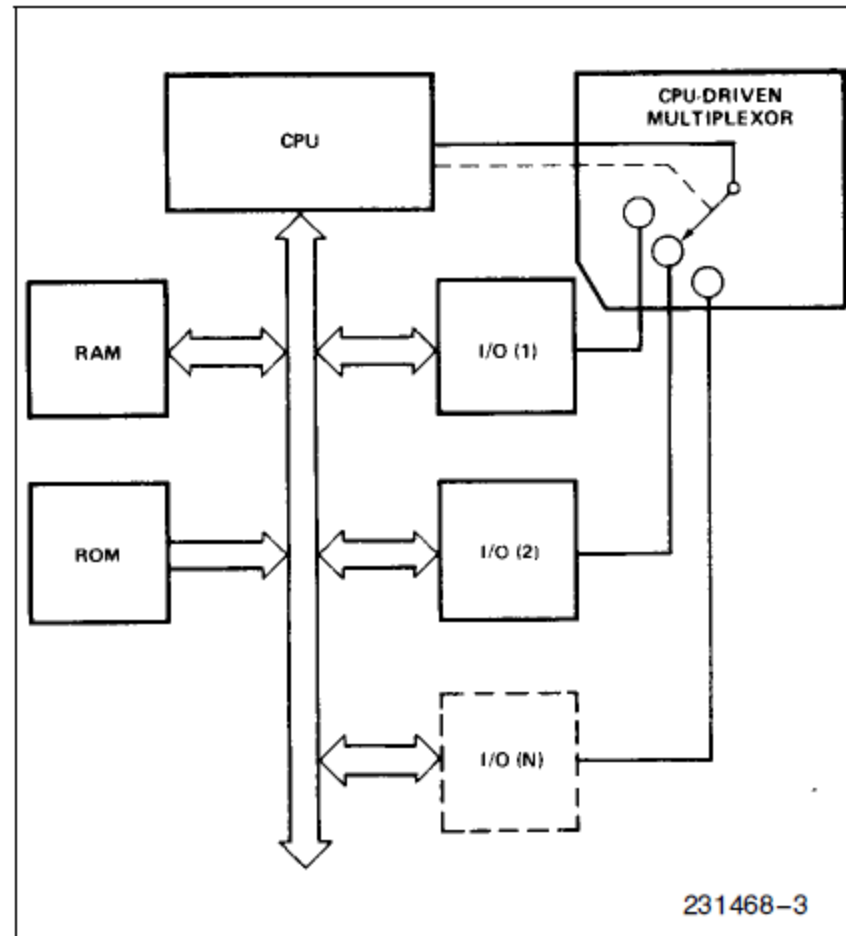 CPU
CPU-DRIVEN
MULTIPLEXOR
RAM
I/O (1)
ROM
I/O (2)
I/O (N)
231468–3